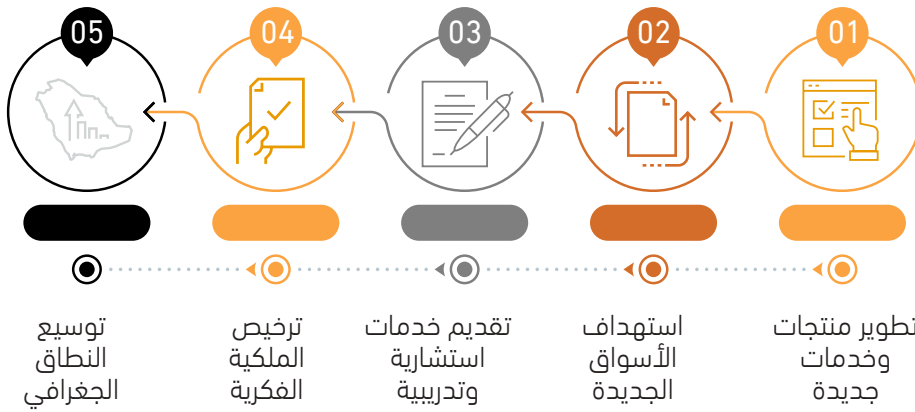 01
تطوير منتجات
وخدمات
جديدة
02
استهداف
الأسواق
الجديدة
03
تقديم خدمات
استشارية
وتدريبية
04
ترخيص
الملكية
الفكرية
05
توسيع
النطاق
الجغرافي